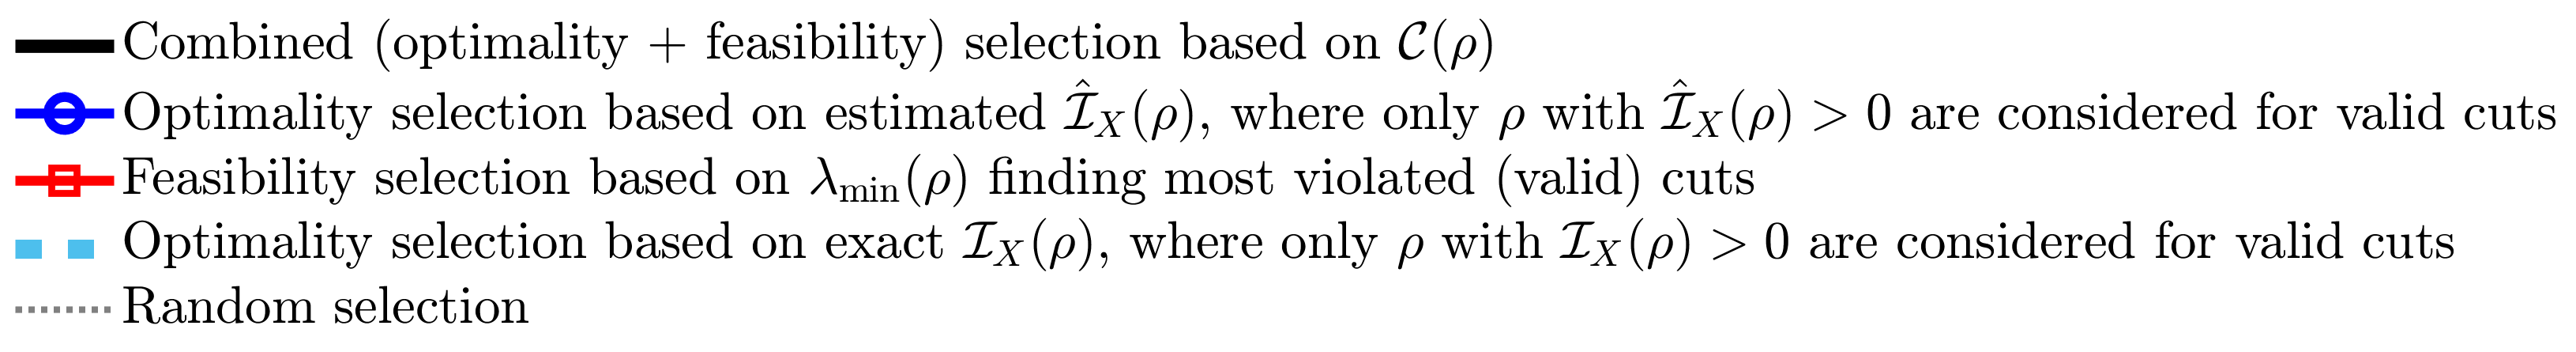 Combined (optimality + feasibility) selection based on 𝒞(ρ)
Optimality selection based on estimated ℐ̂_X(ρ), where only ρ with ℐ̂_X(ρ) > 0 are considered for valid cuts
Feasibility selection based on λ_min(ρ) finding most violated (valid) cuts
Optimality selection based on exact ℐ_X(ρ), where only ρ with ℐ_X(ρ) > 0 are considered for valid cuts
Random selection